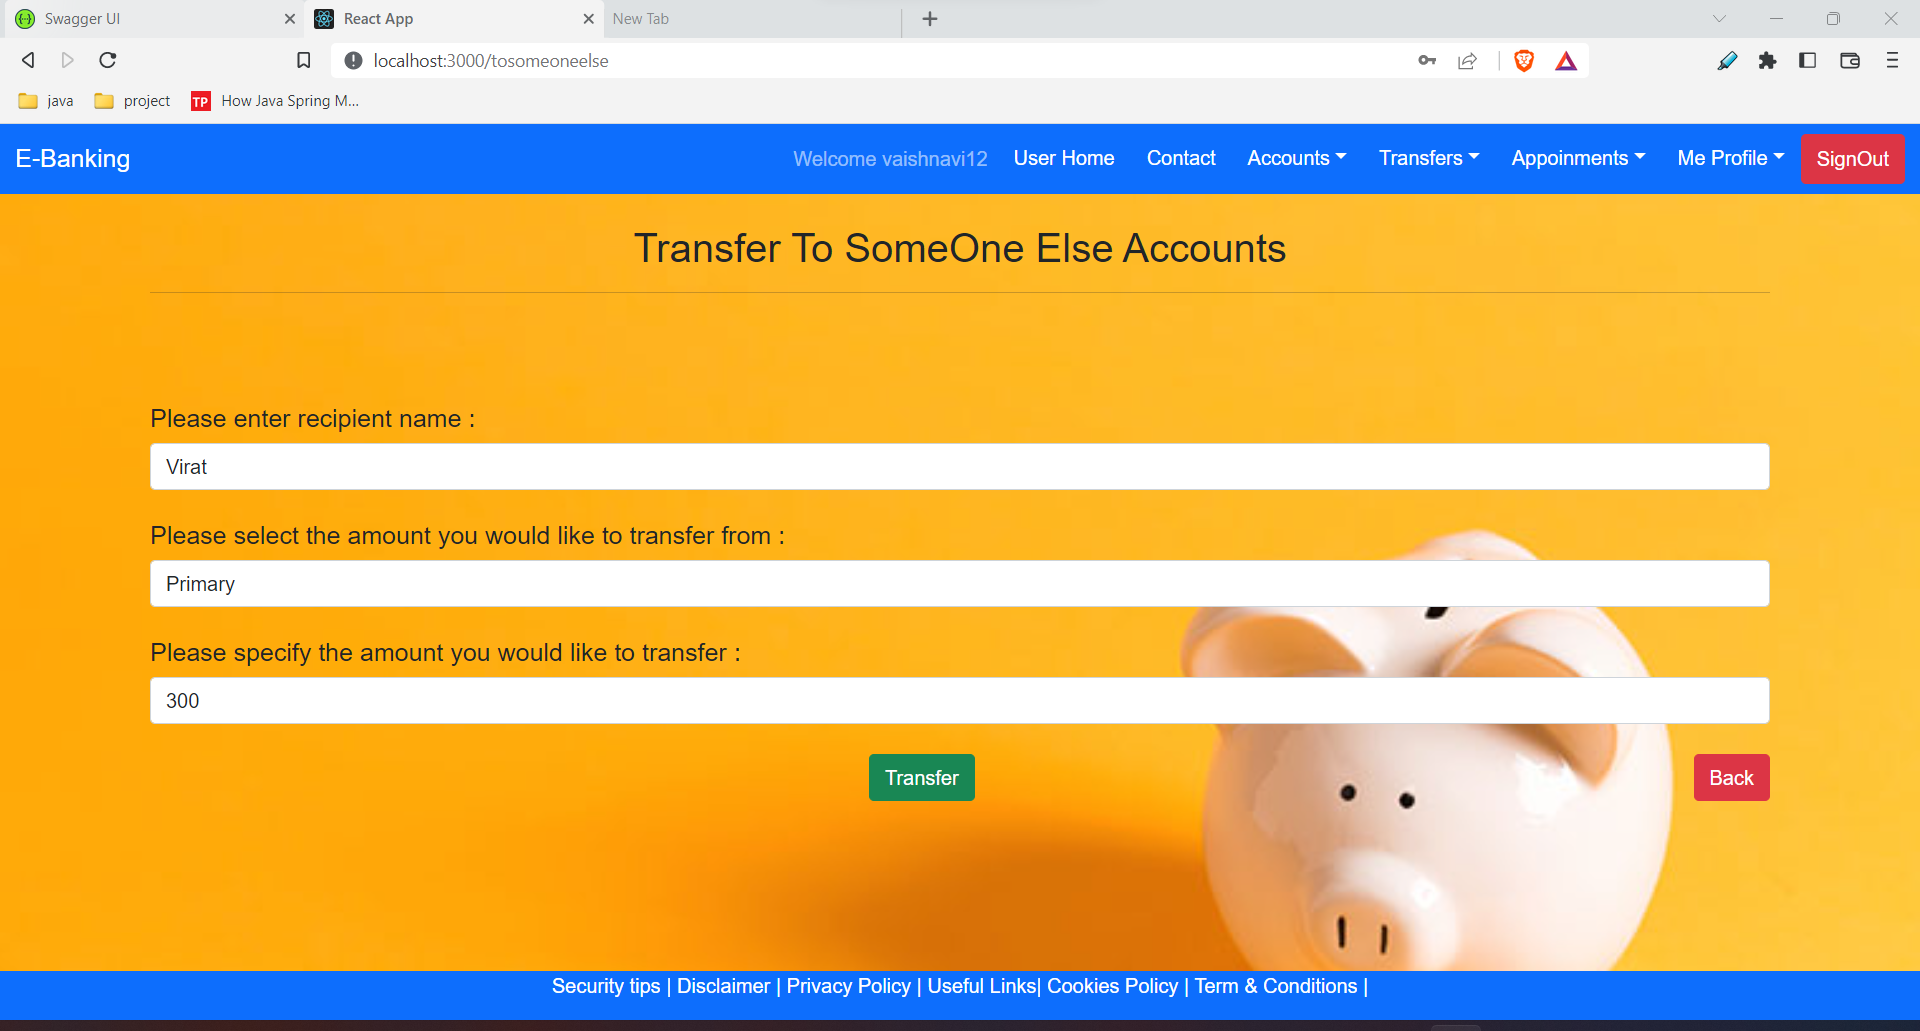 Swagger UI
React App
New Tab
localhost:3000/tosomeoneelse
java
project
TP
How Java Spring M...
E-Banking
Welcome vaishnavi12
User Home
Contact
Accounts
Transfers
Appoinments
Me Profile
SignOut
Transfer To SomeOne Else Accounts
Please enter recipient name :
Virat
Please select the amount you would like to transfer from :
Primary
Please specify the amount you would like to transfer :
300
Transfer
Back
Security tips | Disclaimer | Privacy Policy | Useful Links| Cookies Policy | Term & Conditions |